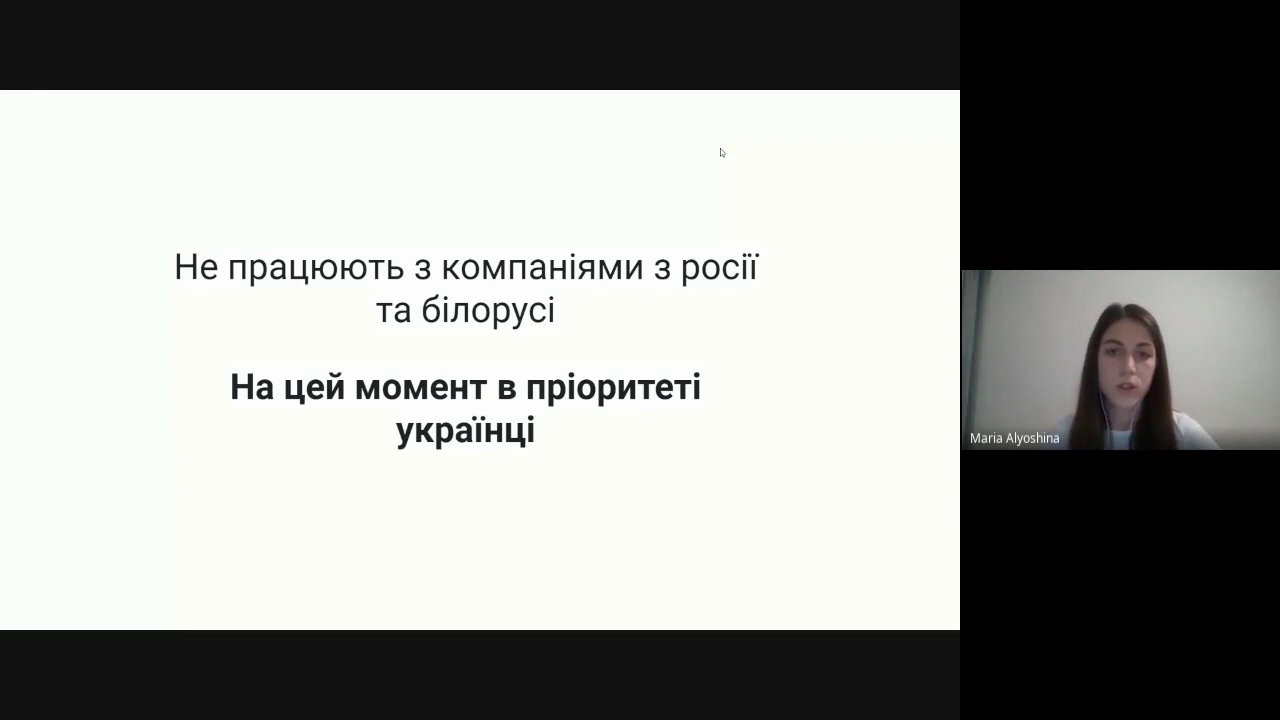 Не працюють з компаніями з росії
та білорусі
На цей момент в пріоритеті
українці
Maria Alyoshina